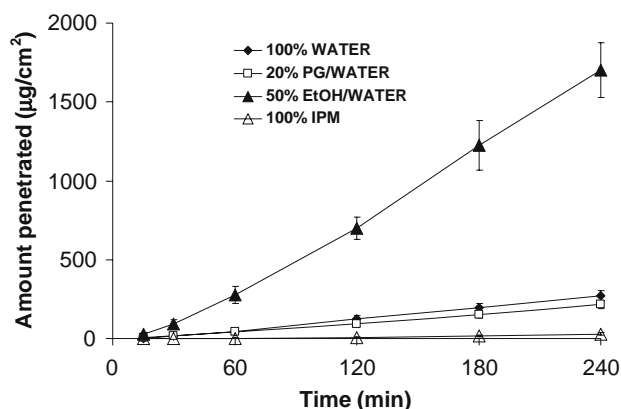 2000
1500
1000
500
0
Amount penetrated (µg/cm²)
100% WATER
20% PG/WATER
50% EtOH/WATER
100% IPM
0 60 120 180 240
Time (min)